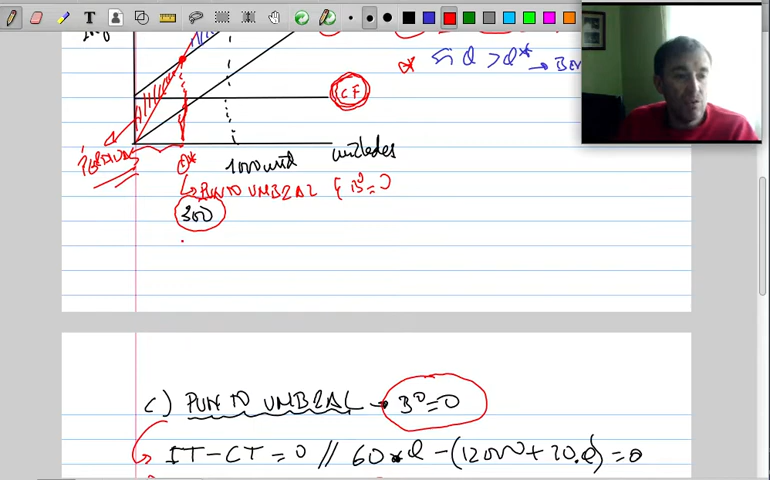 CF
Si Q > Q* → BEN
PÉRDIDAS
Q*
1000 unid
unidades
PUNTO UMBRAL {Bº=0
300
c) PUNTO UMBRAL → Bº=0
IT-CT=0 // 60*Q -(12000+20.Q)=0